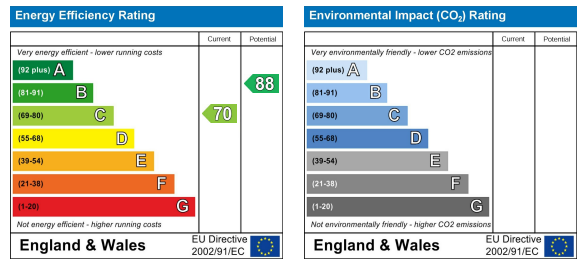 Energy Efficiency Rating
Current
Potential
Very energy efficient - lower running costs
(92 plus) A
(81-91) B
(69-80) C
(55-68) D
(39-54) E
(21-38) F
(1-20) G
70
88
Not energy efficient - higher running costs
England & Wales
EU Directive
2002/91/EC
Environmental Impact (CO2) Rating
Current
Potential
Very environmentally friendly - lower CO2 emissions
(92 plus) A
(81-91) B
(69-80) C
(55-68) D
(39-54) E
(21-38) F
(1-20) G
Not environmentally friendly - higher CO2 emissions
England & Wales
EU Directive
2002/91/EC